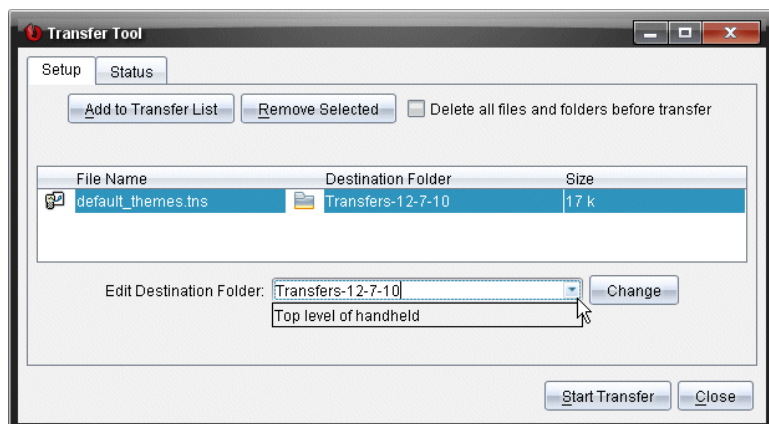 Transfer Tool
Setup Status
Add to Transfer List Remove Selected Delete all files and folders before transfer
File Name Destination Folder Size
default_themes.tns Transfers-12-7-10 17 k
Edit Destination Folder: Transfers-12-7-10 Change
Top level of handheld
Start Transfer Close